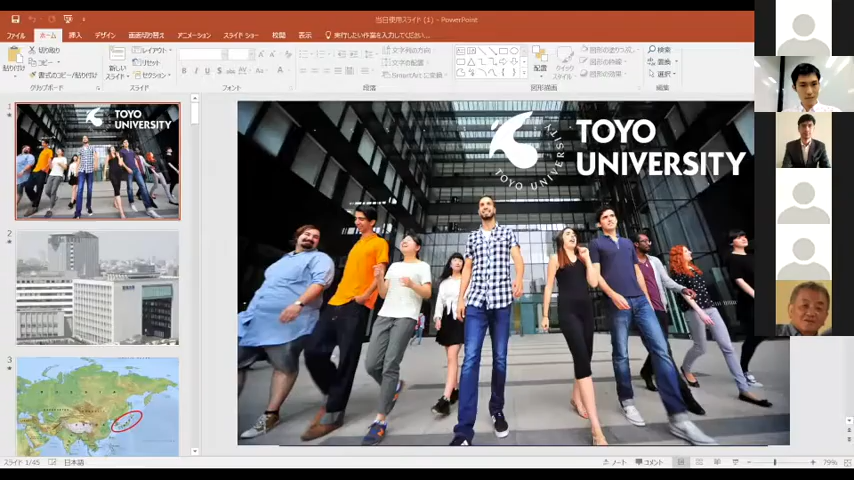 当日使用スライド (1) - PowerPoint
ファイル ホーム 挿入 デザイン 画面切り替え アニメーション スライド ショー 校閲 表示 実行したい作業を入力してください...
貼り付け
切り取り
コピー
書式のコピー/貼り付け
クリップボード
新しい
スライド
レイアウト
リセット
セクション
スライド
フォント
文字列の方向
文字の配置
SmartArt に変換
段落
配置
クイック
スタイル
図形の塗りつぶし
図形の枠線
図形の効果
図形描画
検索
置換
選択
編集
1
TOYO
UNIVERSITY
2
3
TOYO
UNIVERSITY
TOYO UNIVERSITY
スライド 1/45 日本語
ノート コメント 79%